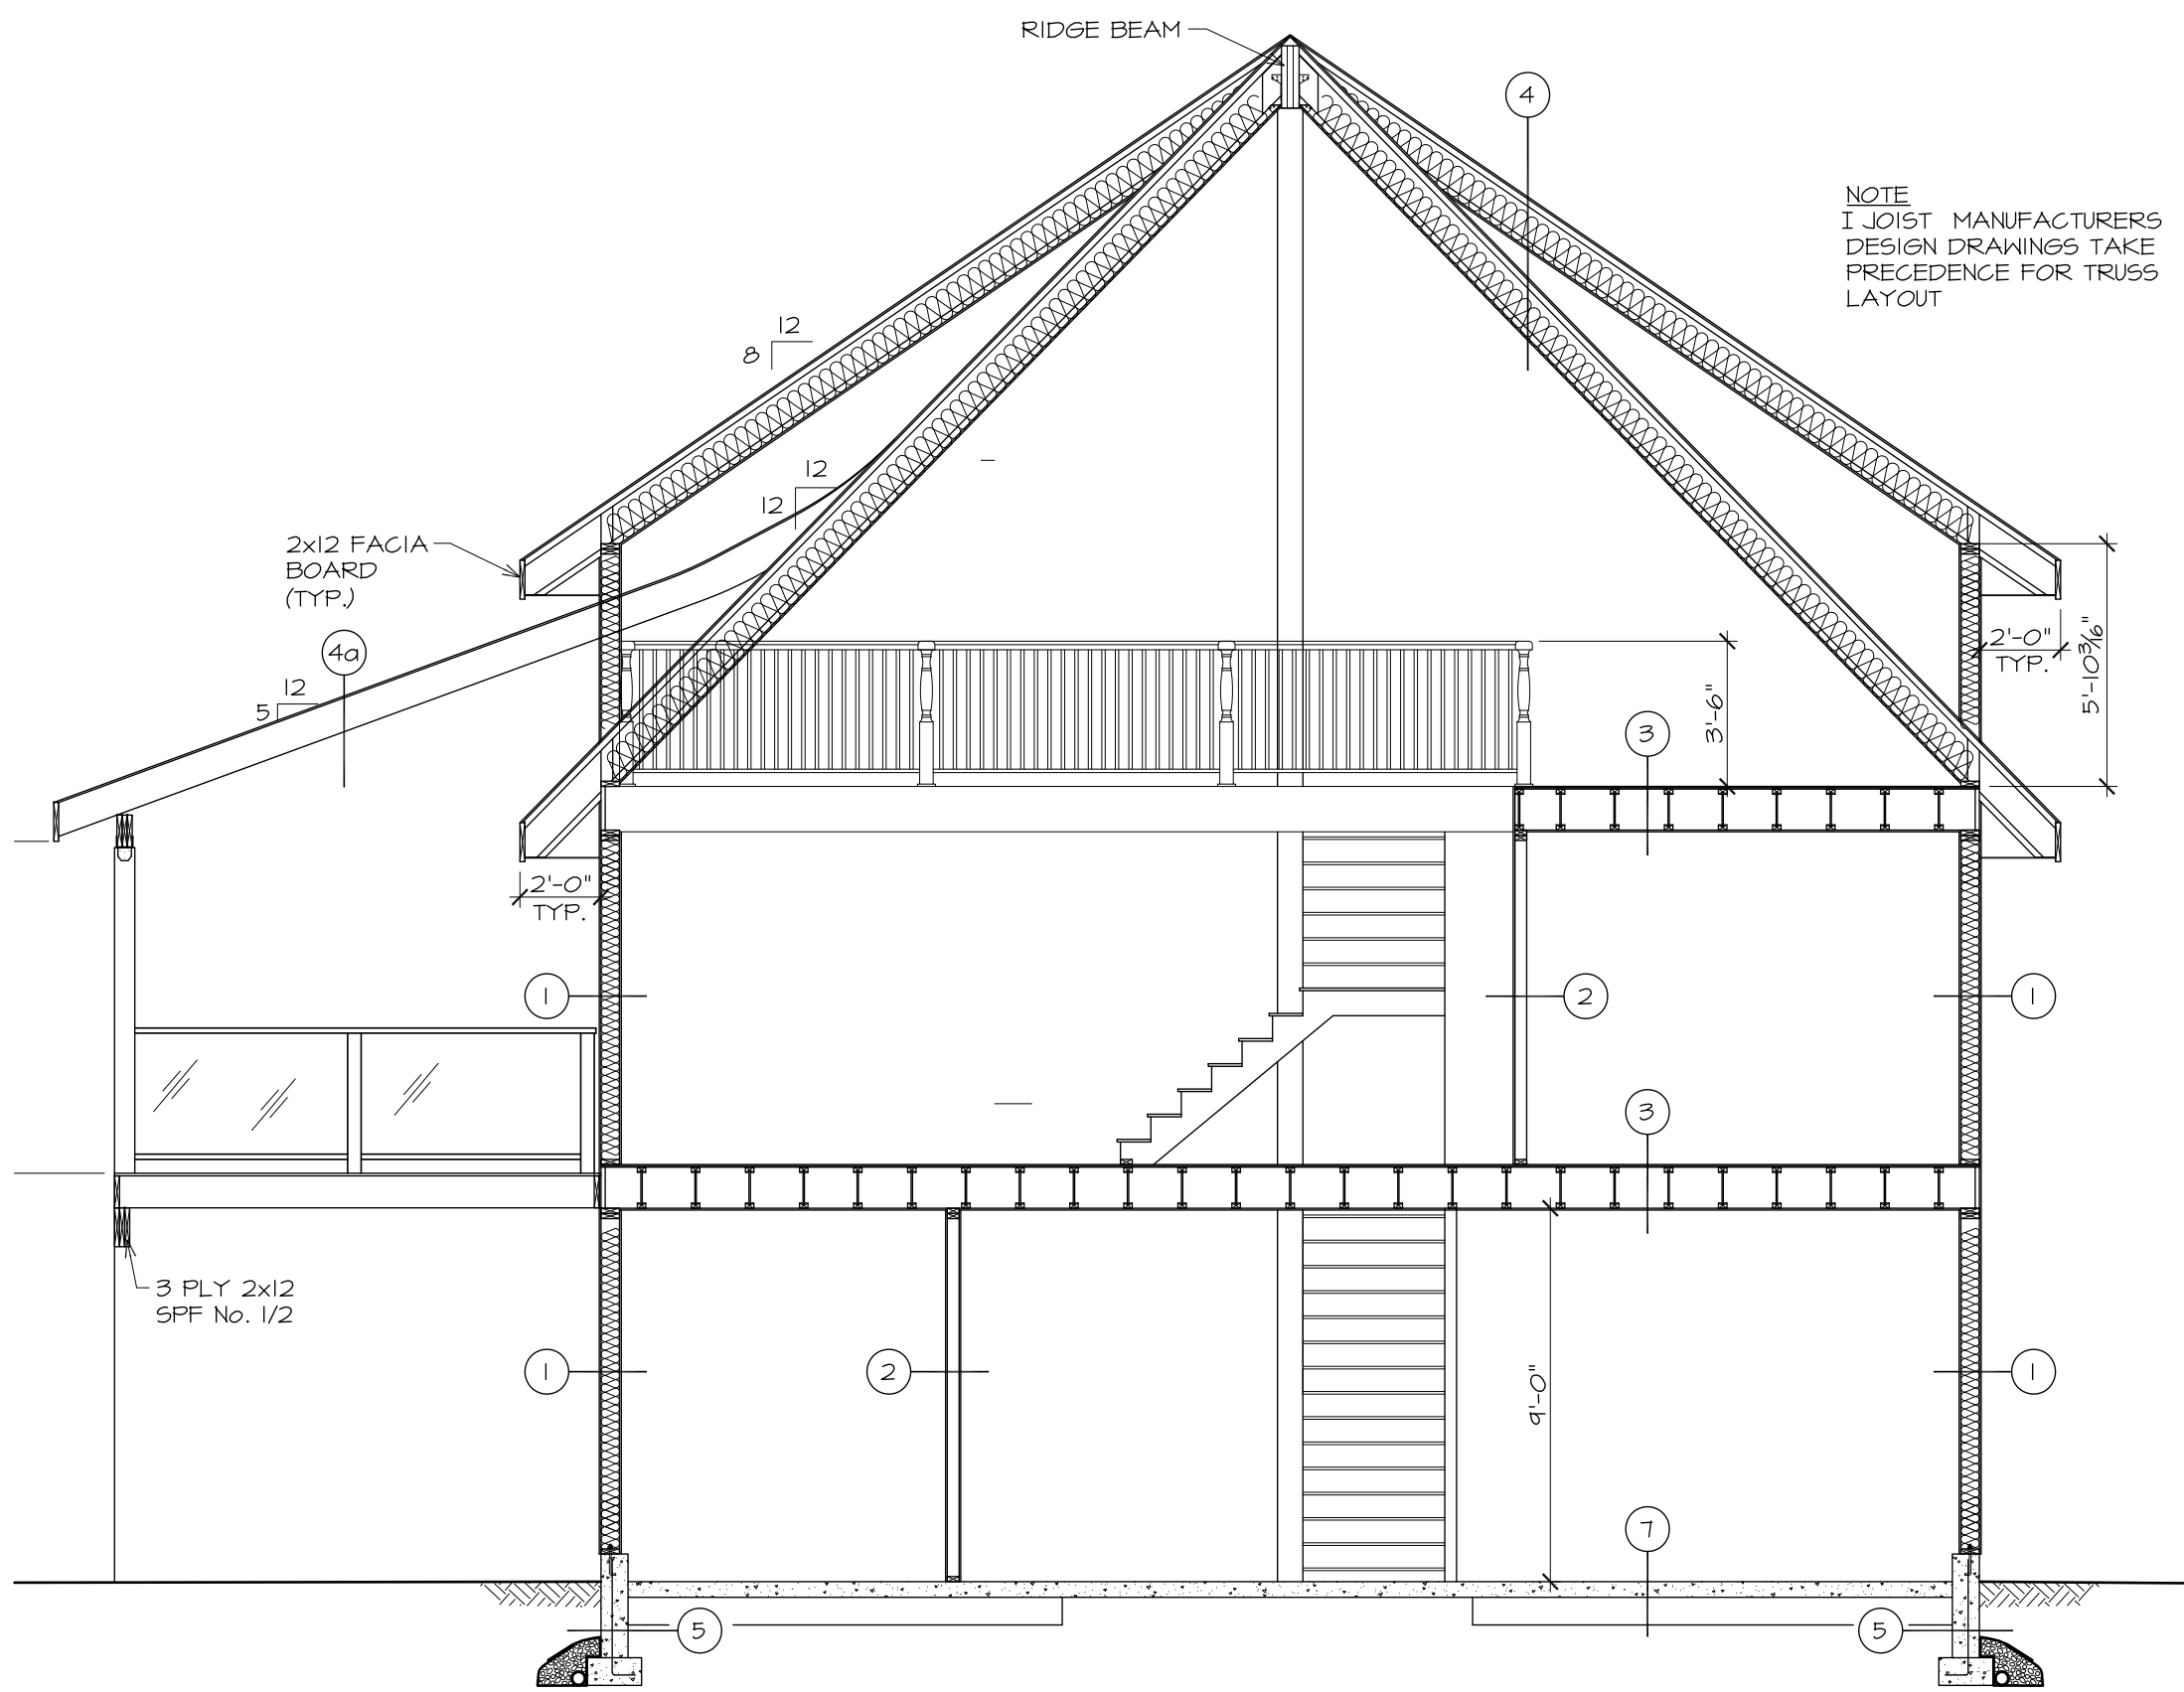 RIDGE BEAM
4
NOTE
I JOIST MANUFACTURERS
DESIGN DRAWINGS TAKE
PRECEDENCE FOR TRUSS
LAYOUT
12
8
12
12
2x12 FACIA
BOARD
(TYP.)
4a
12
5
2'-0"
TYP.
5'-10 3/16"
3'-6"
3
2'-0"
TYP.
1
2
1
3
3 PLY 2x12
SPF No. 1/2
1
2
9'-0"
1
7
5
5